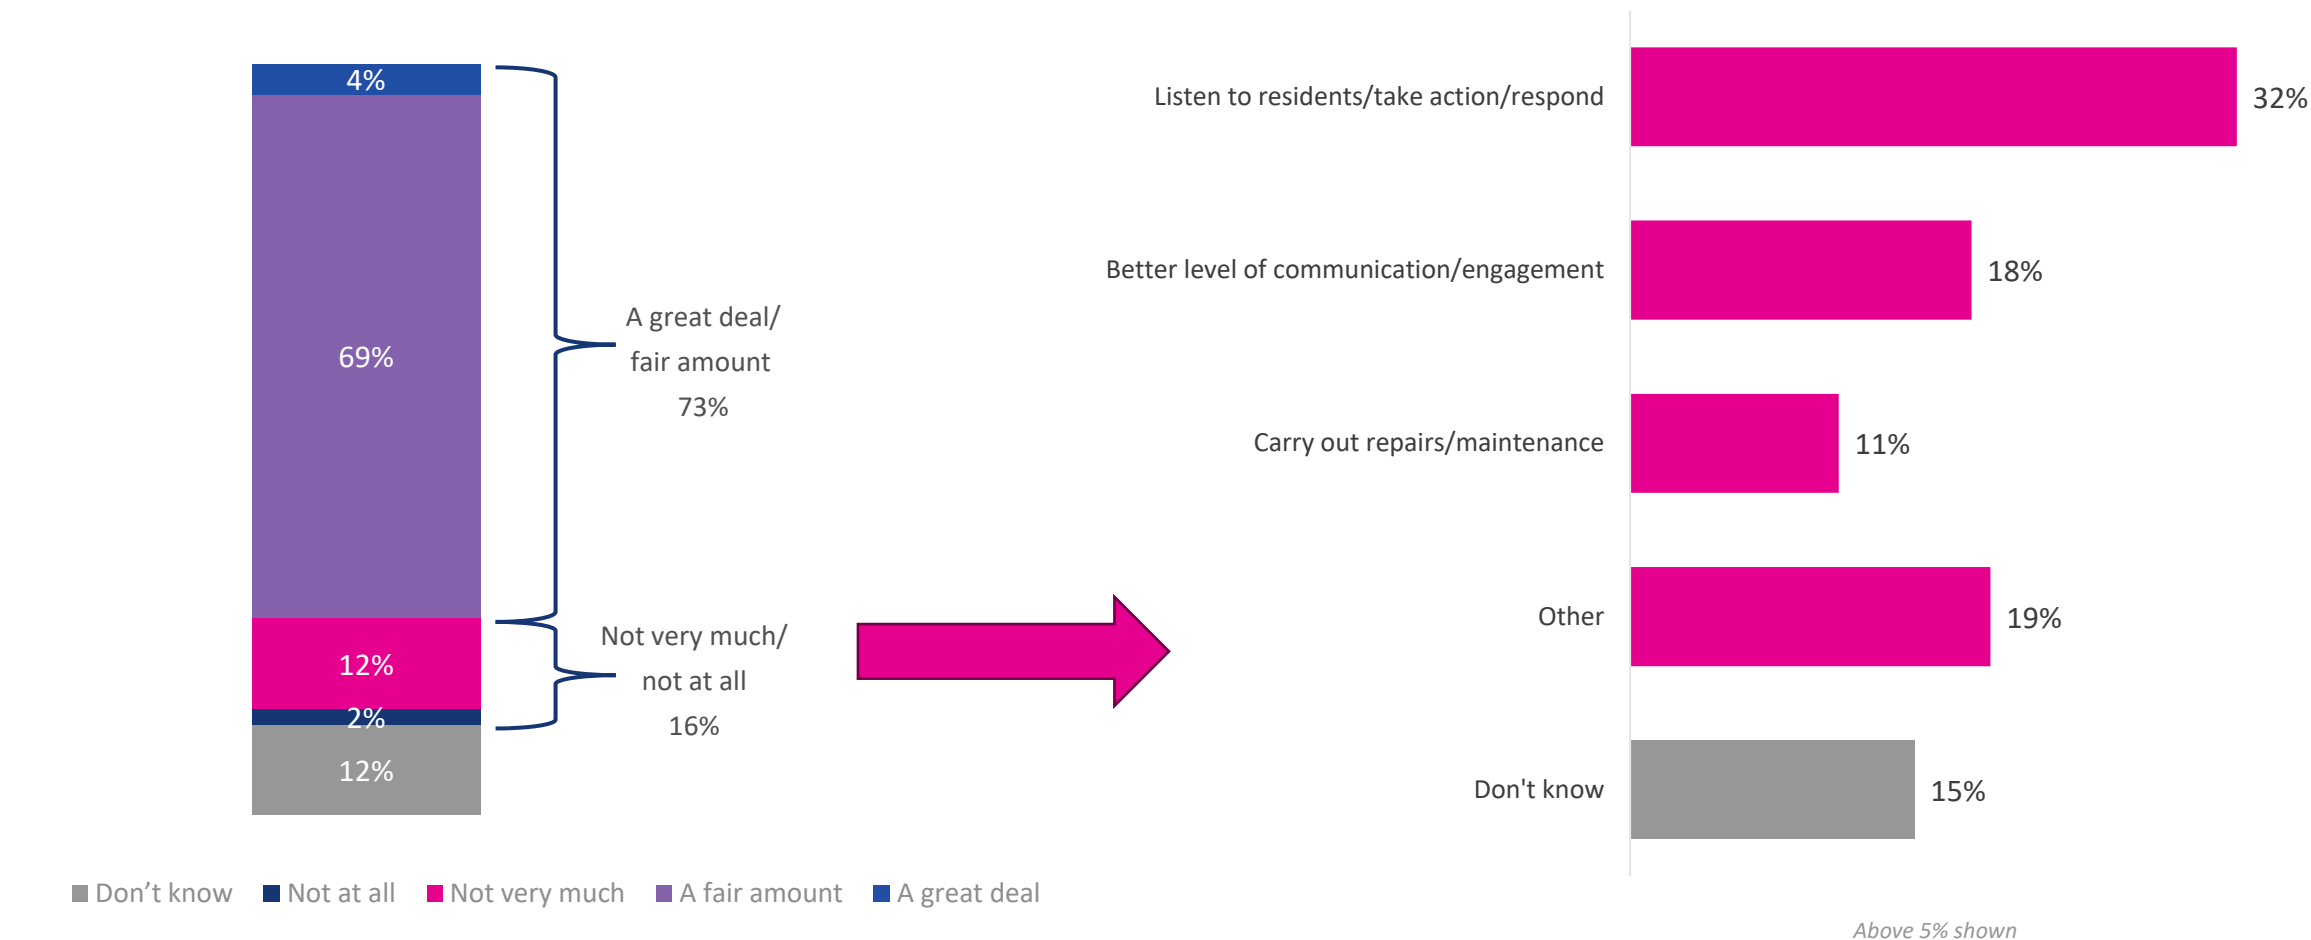 4%
69%
12%
2%
12%
A great deal/
fair amount
73%
Not very much/
not at all
16%
Don’t know
Not at all
Not very much
A fair amount
A great deal
Listen to residents/take action/respond
32%
Better level of communication/engagement
18%
Carry out repairs/maintenance
11%
Other
19%
Don't know
15%
Above 5% shown